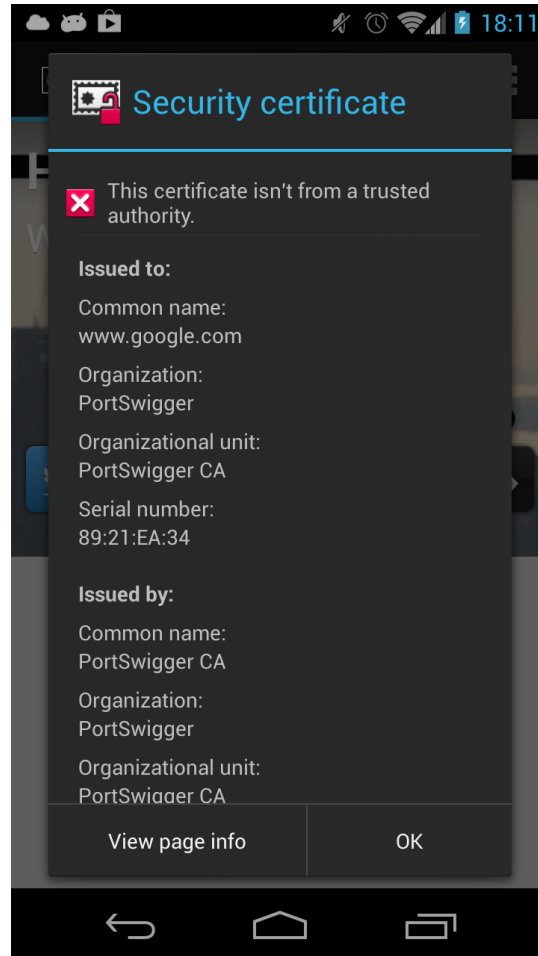 18:11
Security certificate
This certificate isn't from a trusted
authority.
Issued to:
Common name:
www.google.com
Organization:
PortSwigger
Organizational unit:
PortSwigger CA
Serial number:
89:21:EA:34
Issued by:
Common name:
PortSwigger CA
Organization:
PortSwigger
Organizational unit:
PortSwigger CA
View page info
OK